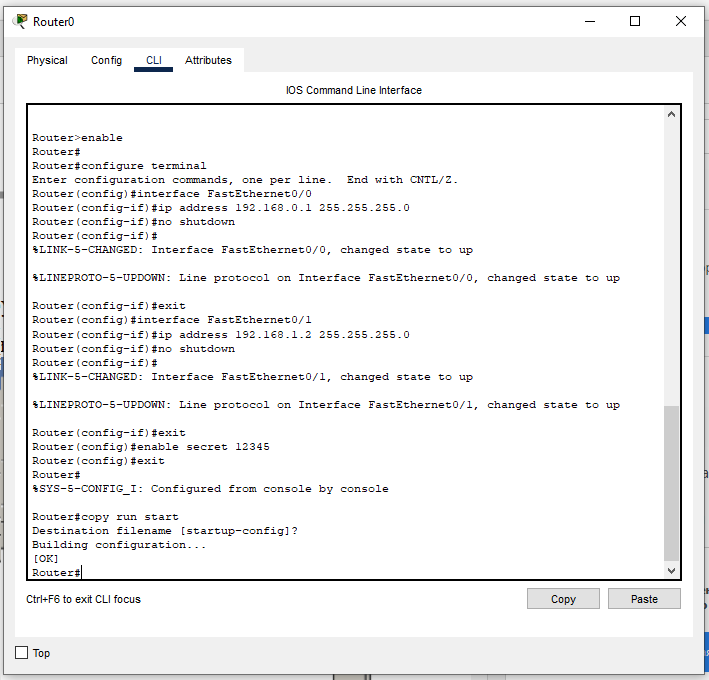 Router0
Physical Config CLI Attributes
IOS Command Line Interface
Router>enable
Router#
Router#configure terminal
Enter configuration commands, one per line.  End with CNTL/Z.
Router(config)#interface FastEthernet0/0
Router(config-if)#ip address 192.168.0.1 255.255.255.0
Router(config-if)#no shutdown
Router(config-if)#
%LINK-5-CHANGED: Interface FastEthernet0/0, changed state to up
%LINEPROTO-5-UPDOWN: Line protocol on Interface FastEthernet0/0, changed state to up
Router(config-if)#exit
Router(config)#interface FastEthernet0/1
Router(config-if)#ip address 192.168.1.2 255.255.255.0
Router(config-if)#no shutdown
Router(config-if)#
%LINK-5-CHANGED: Interface FastEthernet0/1, changed state to up
%LINEPROTO-5-UPDOWN: Line protocol on Interface FastEthernet0/1, changed state to up
Router(config-if)#exit
Router(config)#enable secret 12345
Router(config)#exit
Router#
%SYS-5-CONFIG_I: Configured from console by console
Router#copy run start
Destination filename [startup-config]?
Building configuration...
[OK]
Router#
Ctrl+F6 to exit CLI focus
Copy Paste
Top